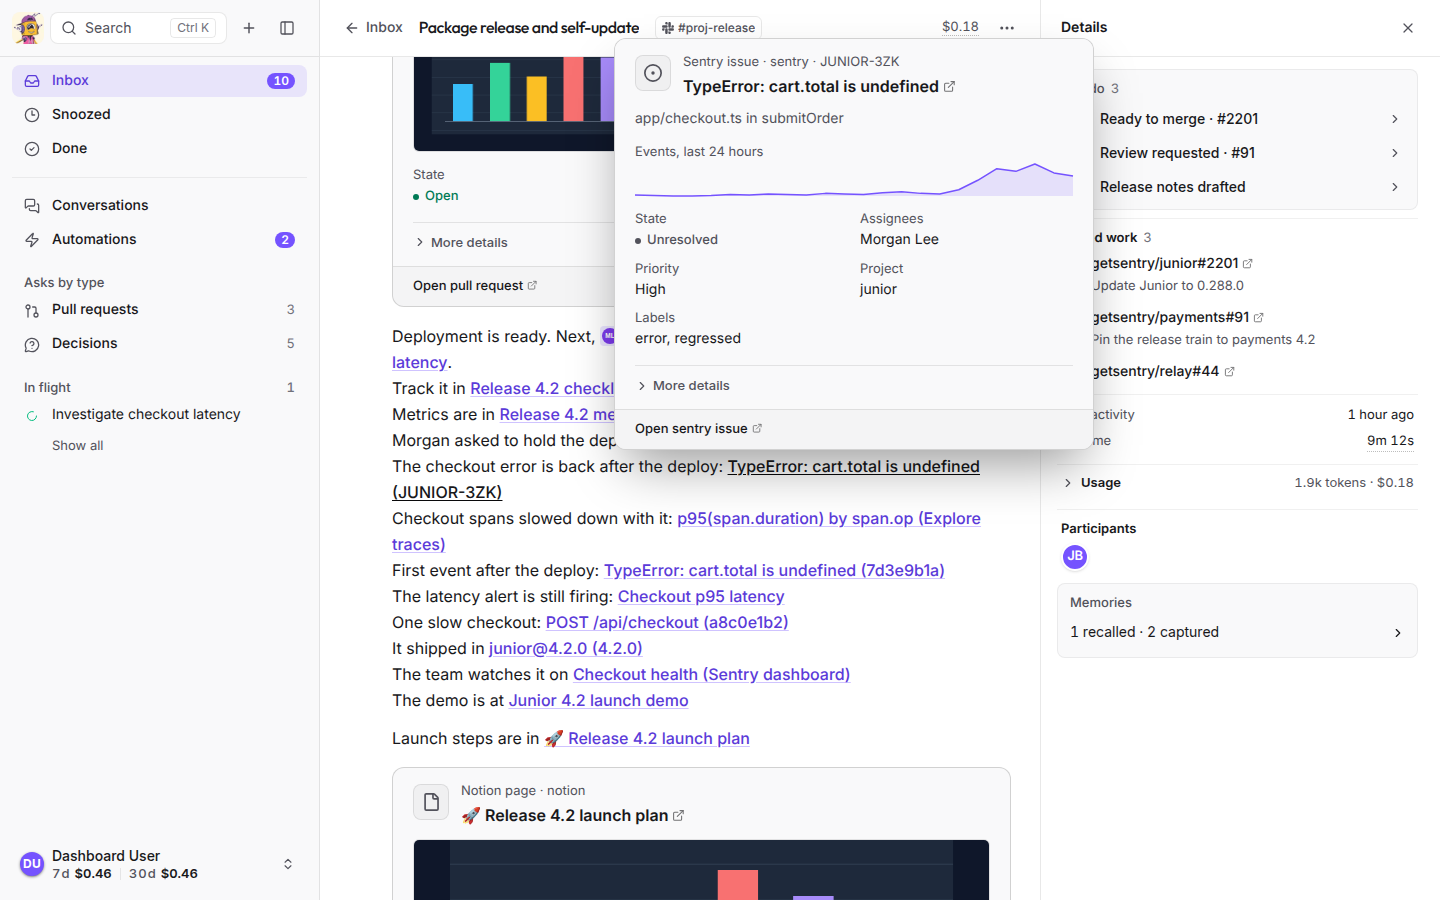 Search
Ctrl K
Inbox
10
Snoozed
Done
Conversations
Automations
2
Asks by type
Pull requests
3
Decisions
5
In flight
1
Investigate checkout latency
Show all
DU
Dashboard User
7d $0.46
30d $0.46
Inbox
Package release and self-update
#proj-release
$0.18
State
Open
More details
Open pull request
Deployment is ready. Next,
latency.
Track it in Release 4.2 checkl
Metrics are in Release 4.2 me
Morgan asked to hold the dep
The checkout error is back after the deploy: TypeError: cart.total is undefined
(JUNIOR-3ZK)
Checkout spans slowed down with it: p95(span.duration) by span.op (Explore
traces)
First event after the deploy: TypeError: cart.total is undefined (7d3e9b1a)
The latency alert is still firing: Checkout p95 latency
One slow checkout: POST /api/checkout (a8c0e1b2)
It shipped in junior@4.2.0 (4.2.0)
The team watches it on Checkout health (Sentry dashboard)
The demo is at Junior 4.2 launch demo
Launch steps are in 🚀 Release 4.2 launch plan
Notion page · notion
🚀 Release 4.2 launch plan
Sentry issue · sentry · JUNIOR-3ZK
TypeError: cart.total is undefined
app/checkout.ts in submitOrder
Events, last 24 hours
State
Unresolved
Assignees
Morgan Lee
Priority
High
Project
junior
Labels
error, regressed
More details
Open sentry issue
Details
do 3
Ready to merge · #2201
Review requested · #91
Release notes drafted
d work 3
getsentry/junior#2201
Update Junior to 0.288.0
getsentry/payments#91
Pin the release train to payments 4.2
getsentry/relay#44
activity
1 hour ago
me
9m 12s
Usage
1.9k tokens · $0.18
Participants
JB
Memories
1 recalled · 2 captured